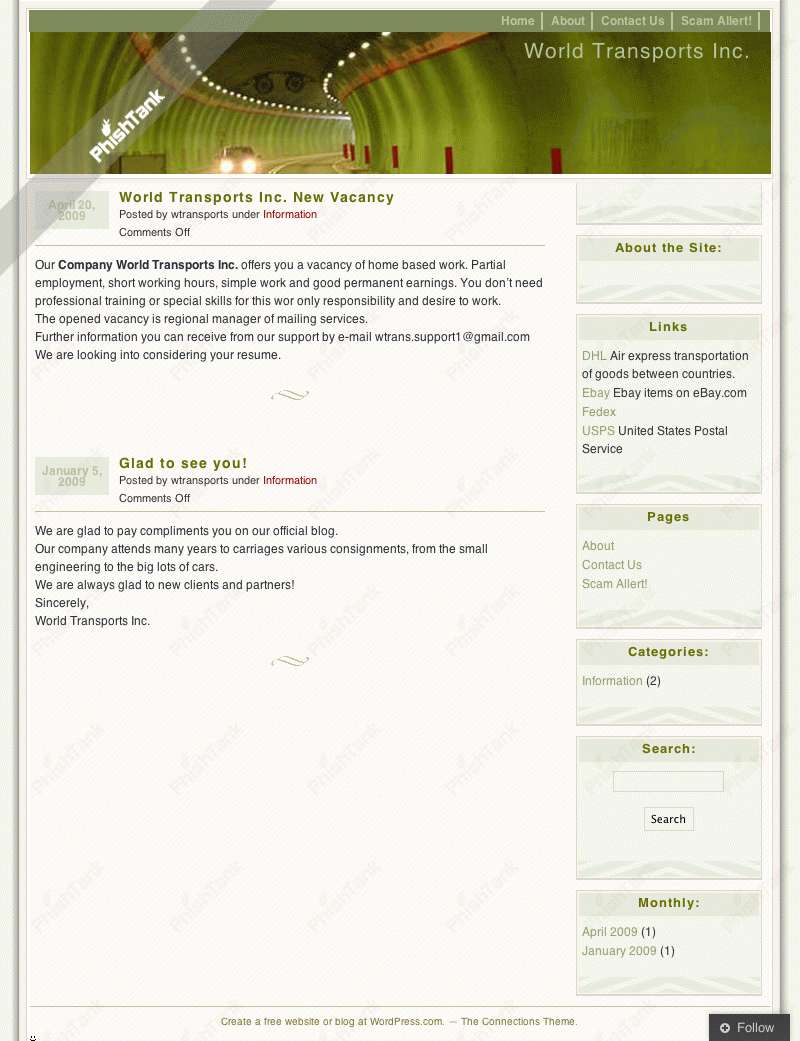 Home
About
Contact Us
Scam Allert!
World Transports Inc.
PhishTank
April 20,
2009
World Transports Inc. New Vacancy
Posted by wtransports under Information
Comments Off
Our Company World Transports Inc. offers you a vacancy of home based work. Partial
employment, short working hours, simple work and good permanent earnings. You don’t need
professional training or special skills for this wor only responsibility and desire to work.
The opened vacancy is regional manager of mailing services.
Further information you can receive from our support by e-mail wtrans.support1@gmail.com
We are looking into considering your resume.
January 5,
2009
Glad to see you!
Posted by wtransports under Information
Comments Off
We are glad to pay compliments you on our official blog.
Our company attends many years to carriages various consignments, from the small
engineering to the big lots of cars.
We are always glad to new clients and partners!
Sincerely,
World Transports Inc.
About the Site:
Links
DHL Air express transportation
of goods between countries.
Ebay Ebay items on eBay.com
Fedex
USPS United States Postal
Service
Pages
About
Contact Us
Scam Allert!
Categories:
Information (2)
Search:
Search
Monthly:
April 2009 (1)
January 2009 (1)
Create a free website or blog at WordPress.com. — The Connections Theme.
Follow